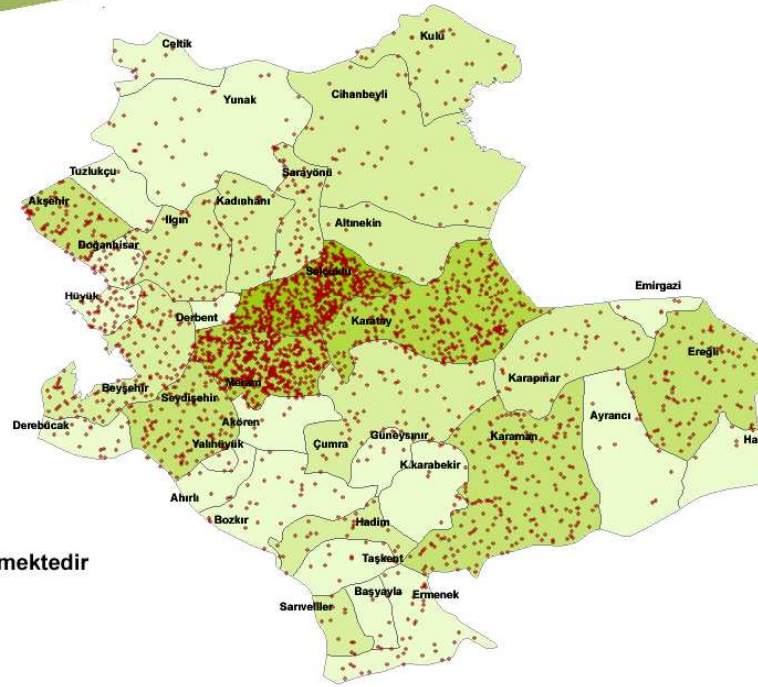 Kulu
Çeltik
Cihanbeyli
Yunak
Tuzlukçu
Sarayönü
Akşehir
Kadınhanı
Ilgın
Altınekin
Doğanhisar
Selçuklu
Emirgazi
Hüyük
Derbent
Karatay
Ereğli
Karapınar
Meram
Beyşehir
Seydişehir
Ayrancı
Derebucak
Akören
Güneysınır
Karaman
Yalıhüyük
Çumra
Ha
K.karabekir
Ahırlı
Bozkır
Hadim
mektedir
Taşkent
Başyayla
Ermenek
Sarıveliler